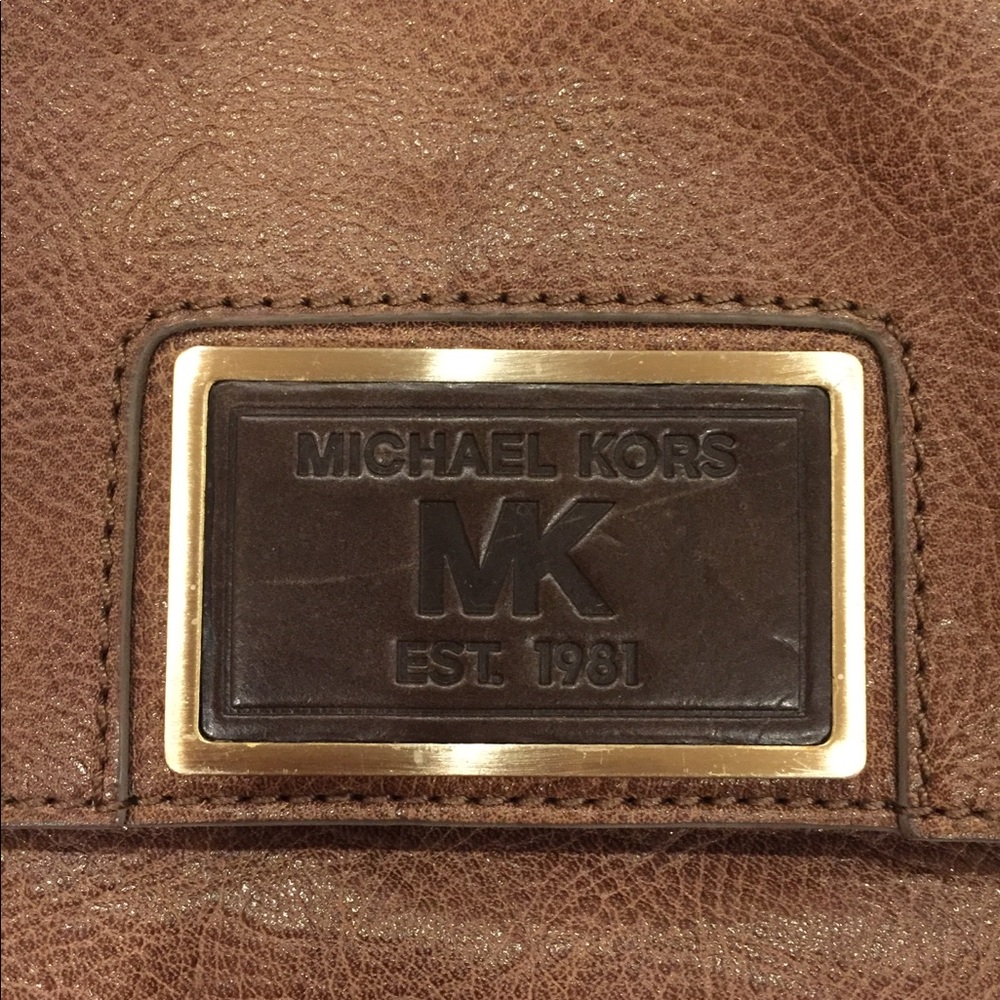 MICHAEL KORS
MK
EST. 1981